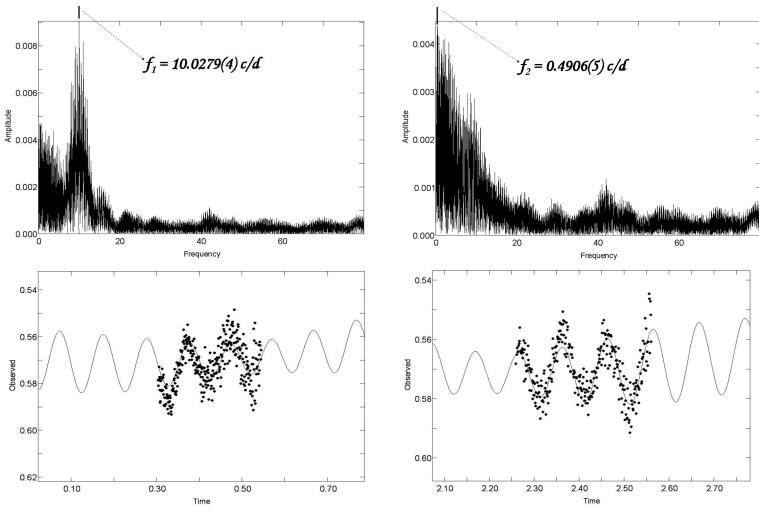 0.008
0.006
0.004
0.002
0.000
Amplitude
0 20 40 60
Frequency
f₁ = 10.0279(4) c/d
0.004
0.003
0.002
0.001
0.000
Amplitude
0 20 40 60
Frequency
f₂ = 0.4906(5) c/d
0.54
0.56
0.58
0.60
0.62
Observed
0.10 0.30 0.50 0.70
Time
0.54
0.56
0.58
0.60
Observed
2.10 2.20 2.30 2.40 2.50 2.60 2.70
Time